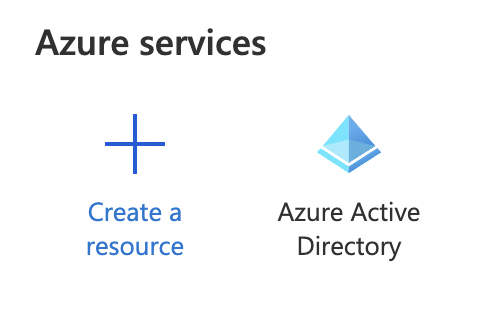 Azure services
Create a
resource
Azure Active
Directory